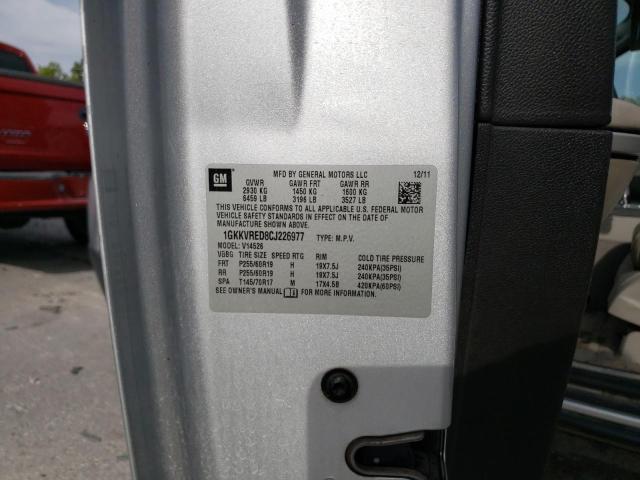 GM
MFD BY GENERAL MOTORS LLC 12/11
GVWR GAWR FRT GAWR RR
2930 KG 1450 KG 1600 KG
6459 LB 3196 LB 3527 LB
THIS VEHICLE CONFORMS TO ALL APPLICABLE U.S. FEDERAL MOTOR
VEHICLE SAFETY STANDARDS IN EFFECT ON THE DATE OF
MANUFACTURE SHOWN ABOVE.
1GKKVRED8CJ226977 TYPE: M.P.V.
MODEL: V14526
VGBG TIRE SIZE SPEED RTG RIM COLD TIRE PRESSURE
FRT P255/60R19 H 19X7.5J 240KPA(35PSI)
RR P255/60R19 H 19X7.5J 240KPA(35PSI)
SPA T145/70R17 M 17X4.5B 420KPA(60PSI)
SEE OWNER'S MANUAL FOR MORE INFORMATION.